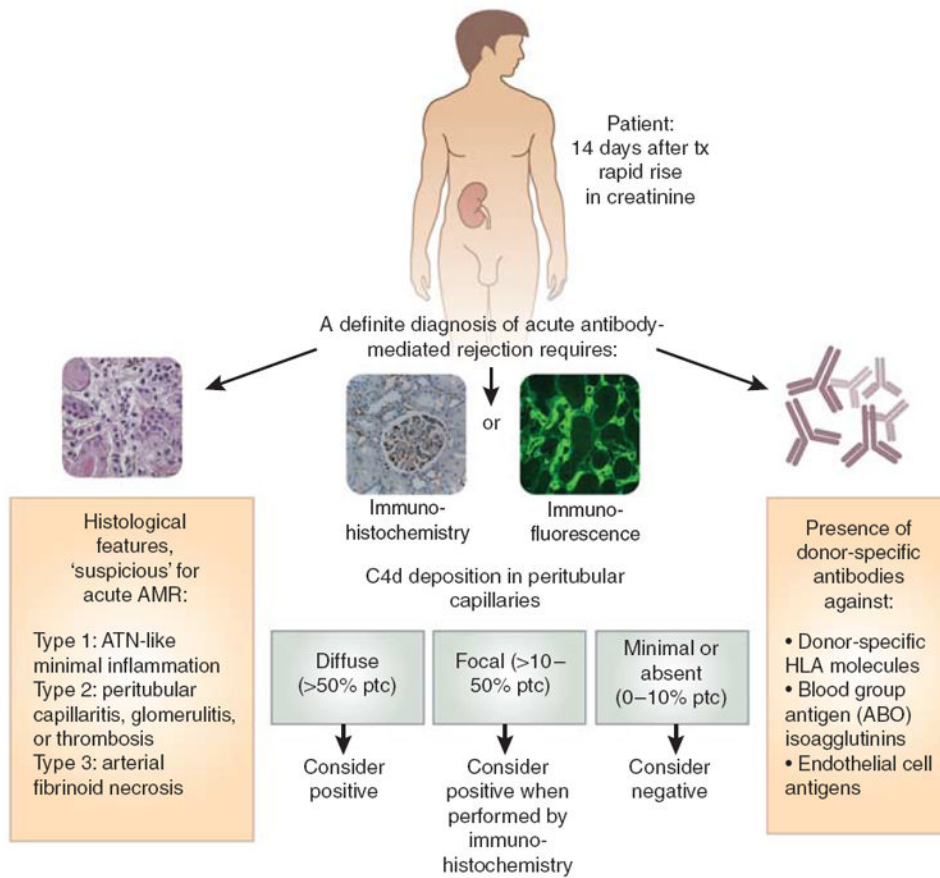 Patient:
14 days after tx
rapid rise
in creatinine
A definite diagnosis of acute antibody-
mediated rejection requires:
or
Immuno-
histochemistry
Immuno-
fluorescence
Histological
features,
‘suspicious’ for
acute AMR:
Type 1: ATN-like
minimal inflammation
Type 2: peritubular
capillaritis, glomerulitis,
or thrombosis
Type 3: arterial
fibrinoid necrosis
C4d deposition in peritubular
capillaries
Diffuse
(>50% ptc)
Focal (>10–
50% ptc)
Minimal or
absent
(0–10% ptc)
Consider
positive
Consider
positive when
performed by
immuno-
histochemistry
Consider
negative
Presence of
donor-specific
antibodies
against:
• Donor-specific
HLA molecules
• Blood group
antigen (ABO)
isoagglutinins
• Endothelial cell
antigens